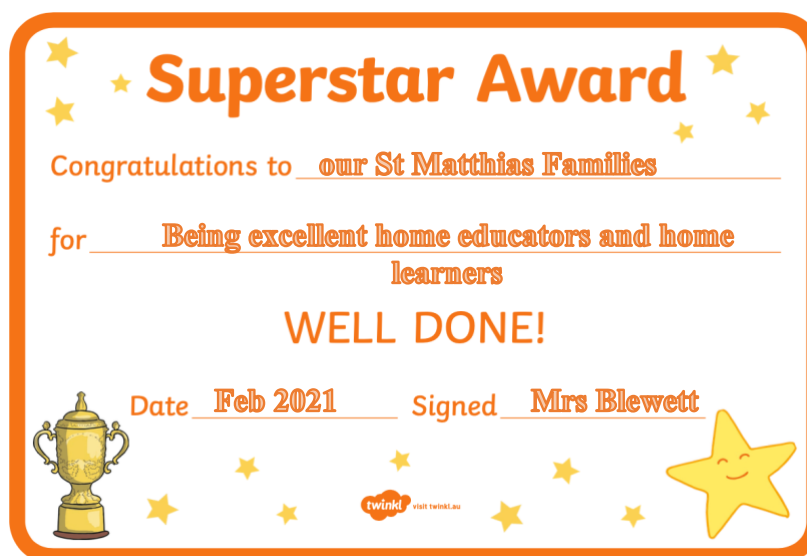 Superstar Award
Congratulations to our St Matthias Families
for Being excellent home educators and home
learners
WELL DONE!
Date Feb 2021 Signed Mrs Blewett
twinkl visit twinkl.au